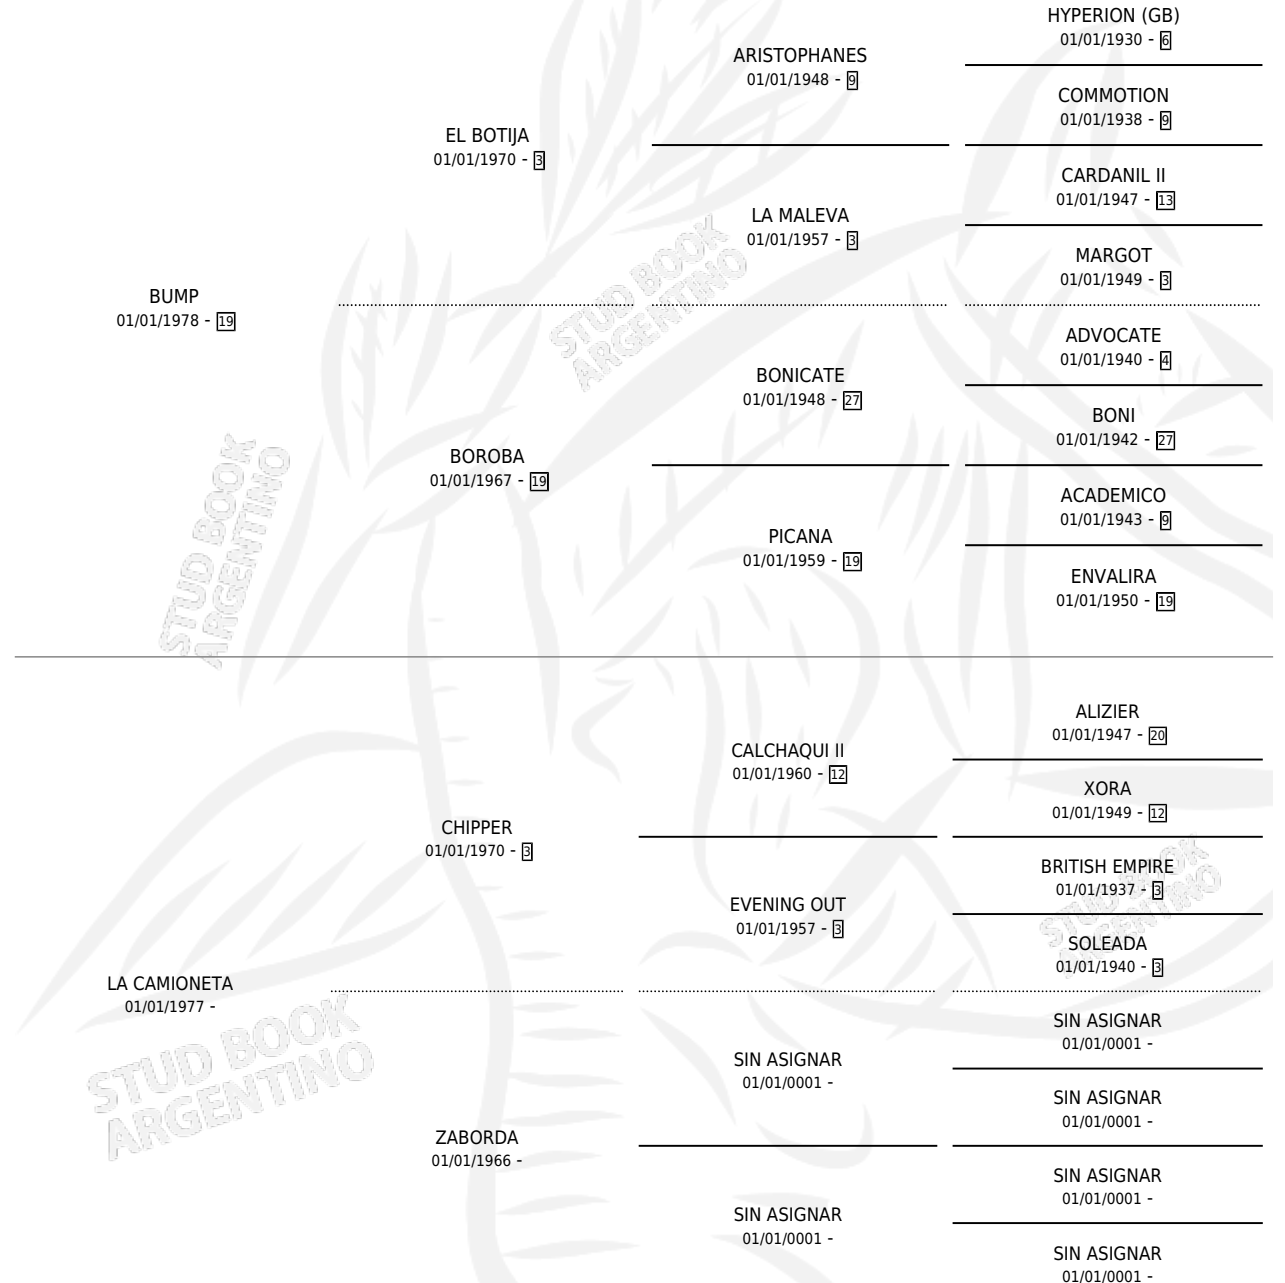 HYPERION (GB)
01/01/1930 - 6
ARISTOPHANES
01/01/1948 - 9
COMMOTION
01/01/1938 - 9
EL BOTIJA
01/01/1970 - 3
CARDANIL II
01/01/1947 - 13
LA MALEVA
01/01/1957 - 3
MARGOT
01/01/1949 - 3
BUMP
01/01/1978 - 19
ADVOCATE
01/01/1940 - 4
BONICATE
01/01/1948 - 27
BONI
01/01/1942 - 27
BOROBA
01/01/1967 - 19
ACADEMICO
01/01/1943 - 9
PICANA
01/01/1959 - 19
ENVALIRA
01/01/1950 - 19
STUD BOOK
ARGENTINO
STUD BOOK
ARGENTINO
ALIZIER
01/01/1947 - 20
CALCHAQUI II
01/01/1960 - 12
XORA
01/01/1949 - 12
CHIPPER
01/01/1970 - 3
BRITISH EMPIRE
01/01/1937 - 3
EVENING OUT
01/01/1957 - 3
SOLEADA
01/01/1940 - 3
LA CAMIONETA
01/01/1977 -
SIN ASIGNAR
01/01/0001 -
SIN ASIGNAR
01/01/0001 -
SIN ASIGNAR
01/01/0001 -
ZABORDA
01/01/1966 -
SIN ASIGNAR
01/01/0001 -
SIN ASIGNAR
01/01/0001 -
SIN ASIGNAR
01/01/0001 -
STUD BOOK
ARGENTINO
STUD BOOK
ARGENTINO